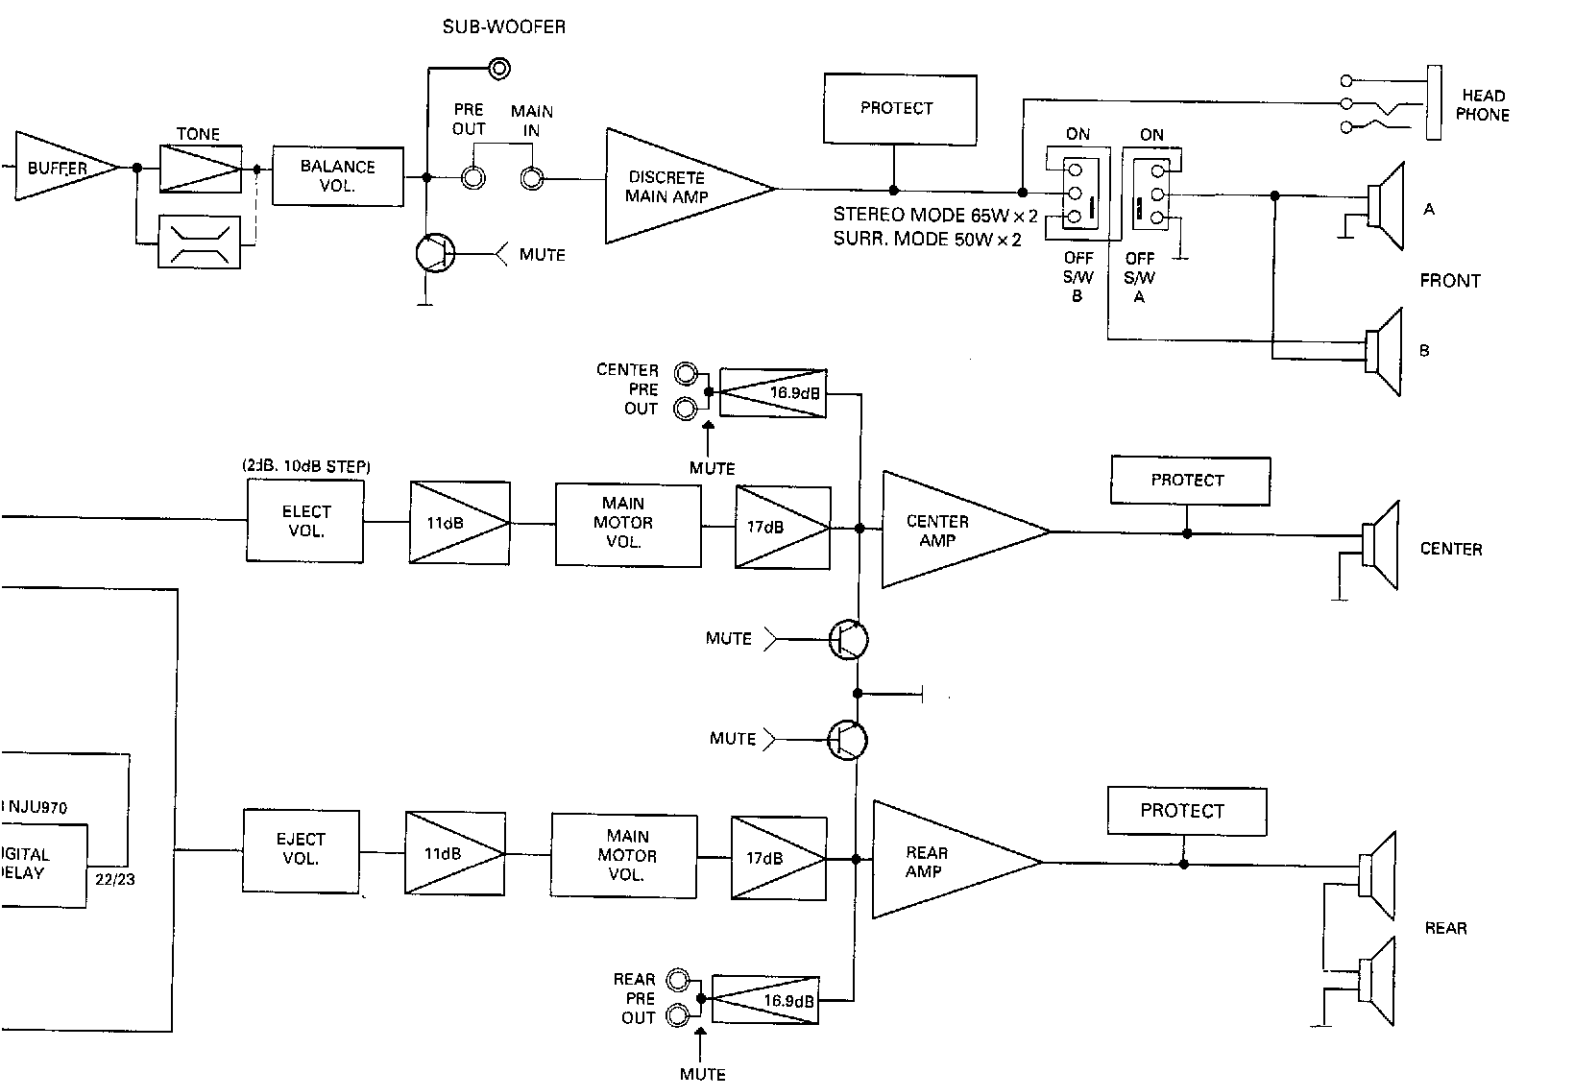 SUB-WOOFER
PRE
OUT
MAIN
IN
TONE
BUFFER
BALANCE
VOL.
MUTE
DISCRETE
MAIN AMP
PROTECT
STEREO MODE 65W × 2
SURR. MODE 50W × 2
ON
ON
OFF
S/W
B
OFF
S/W
A
HEAD
PHONE
A
FRONT
B
CENTER
PRE
OUT
16.9dB
MUTE
(2dB. 10dB STEP)
ELECT
VOL.
11dB
MAIN
MOTOR
VOL.
17dB
CENTER
AMP
PROTECT
CENTER
MUTE
MUTE
NJU970
IGITAL
ELAY
22/23
EJECT
VOL.
11dB
MAIN
MOTOR
VOL.
17dB
REAR
AMP
PROTECT
REAR
REAR
PRE
OUT
16.9dB
MUTE